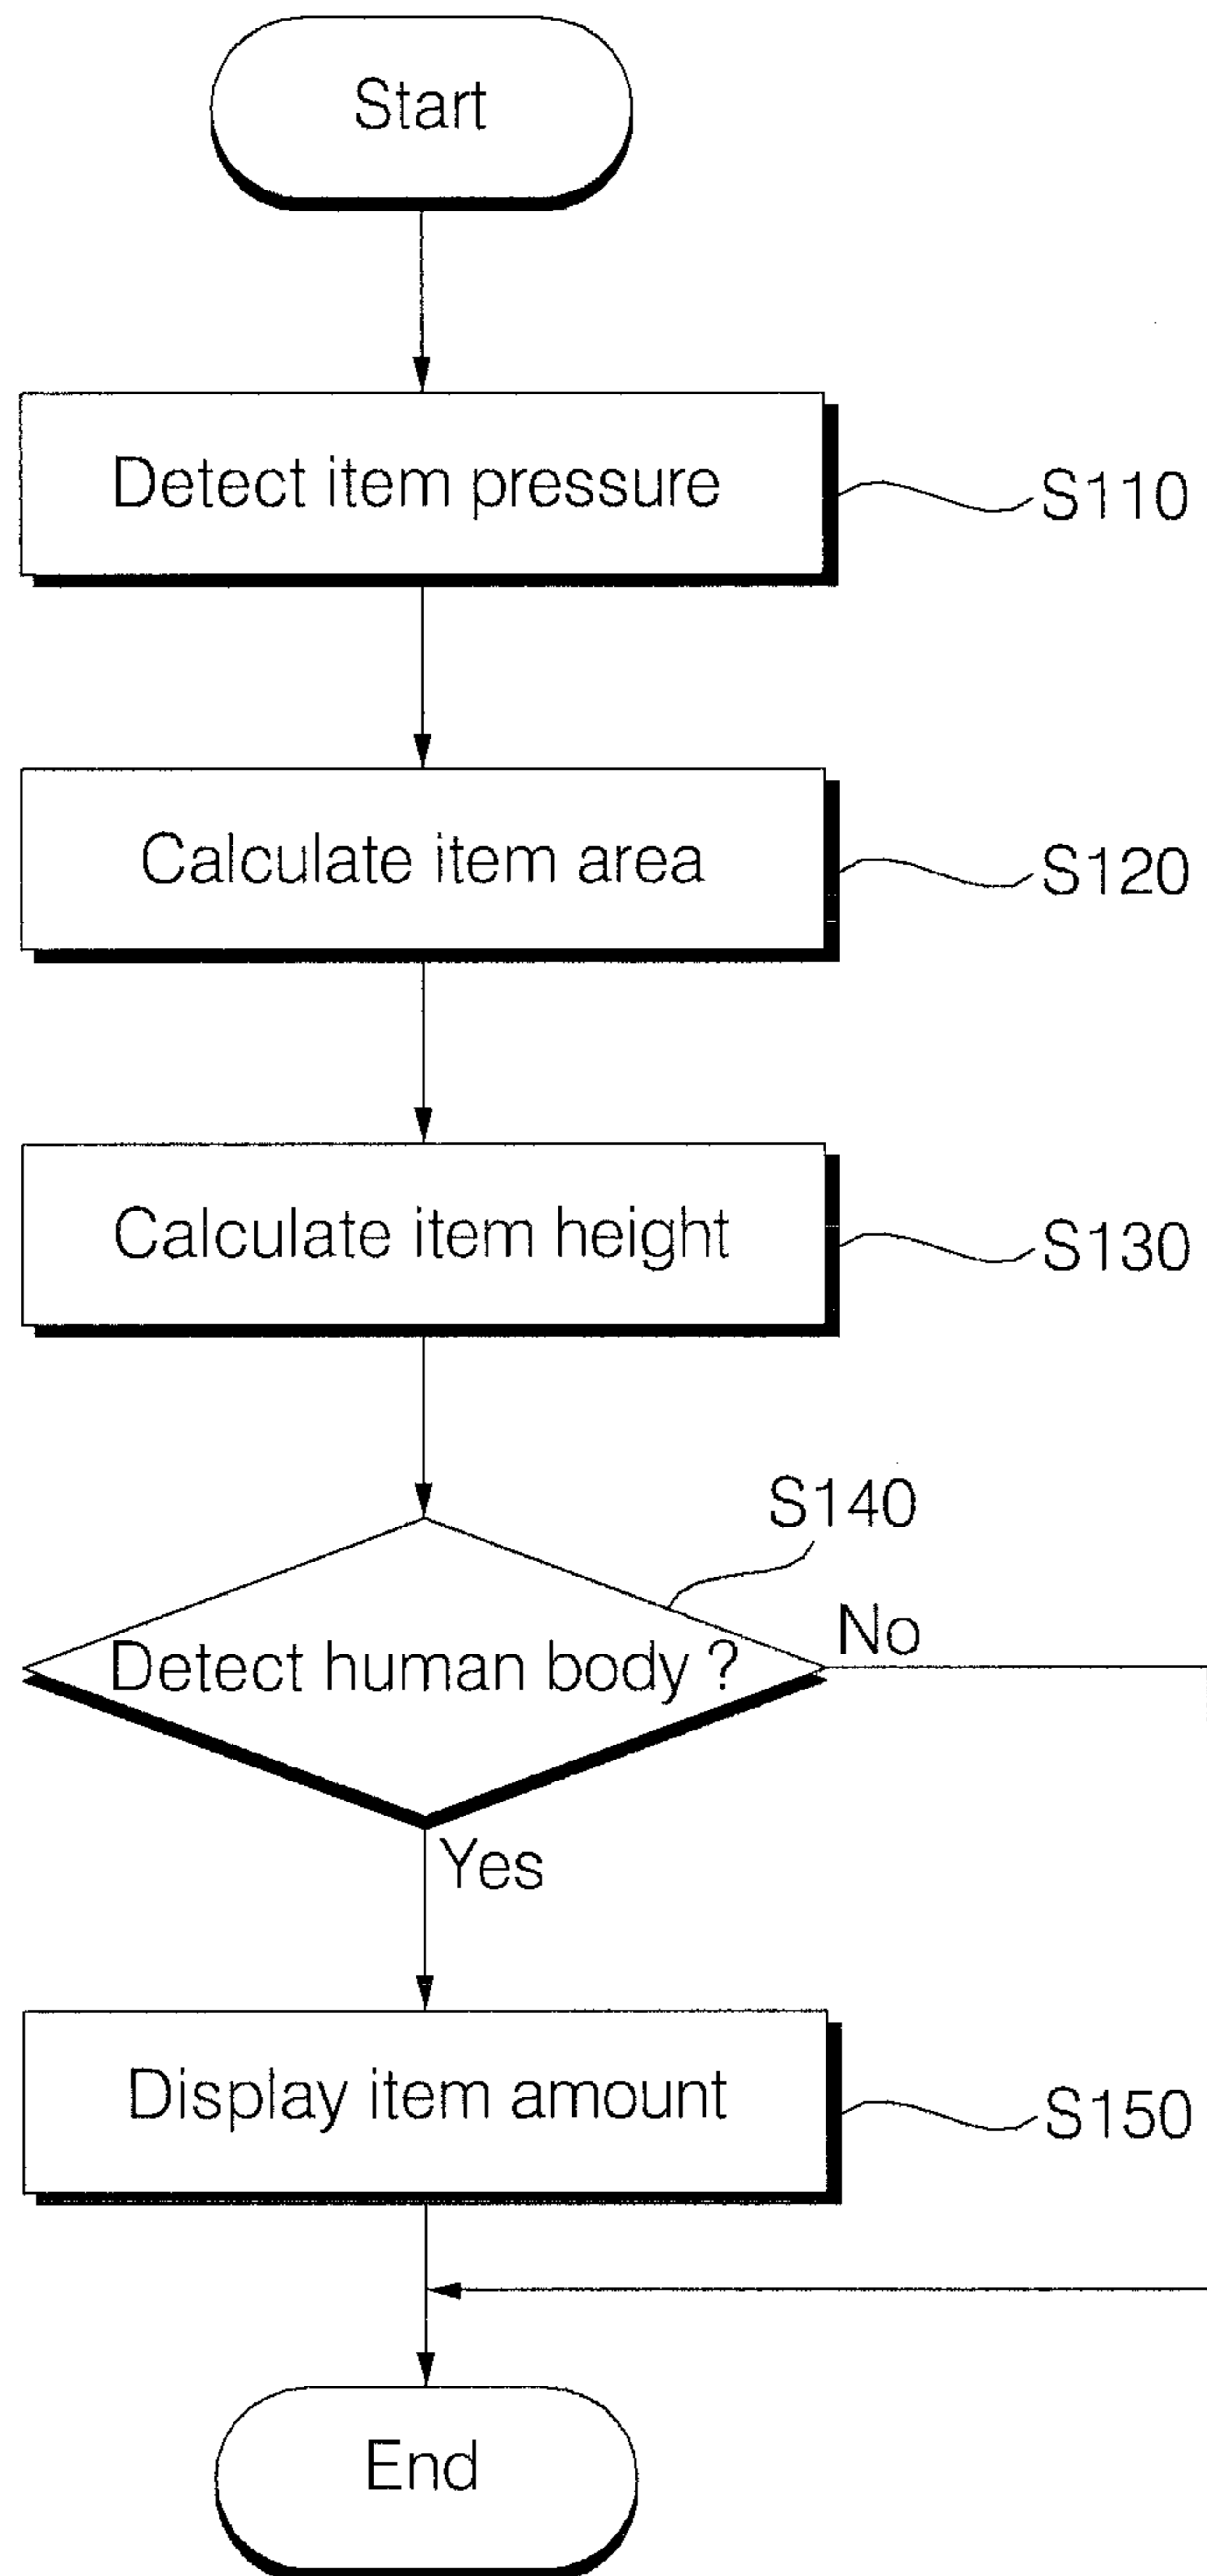 Start
Detect item pressure
S110
Calculate item area
S120
Calculate item height
S130
S140
Detect human body ?
No
Yes
Display item amount
S150
End